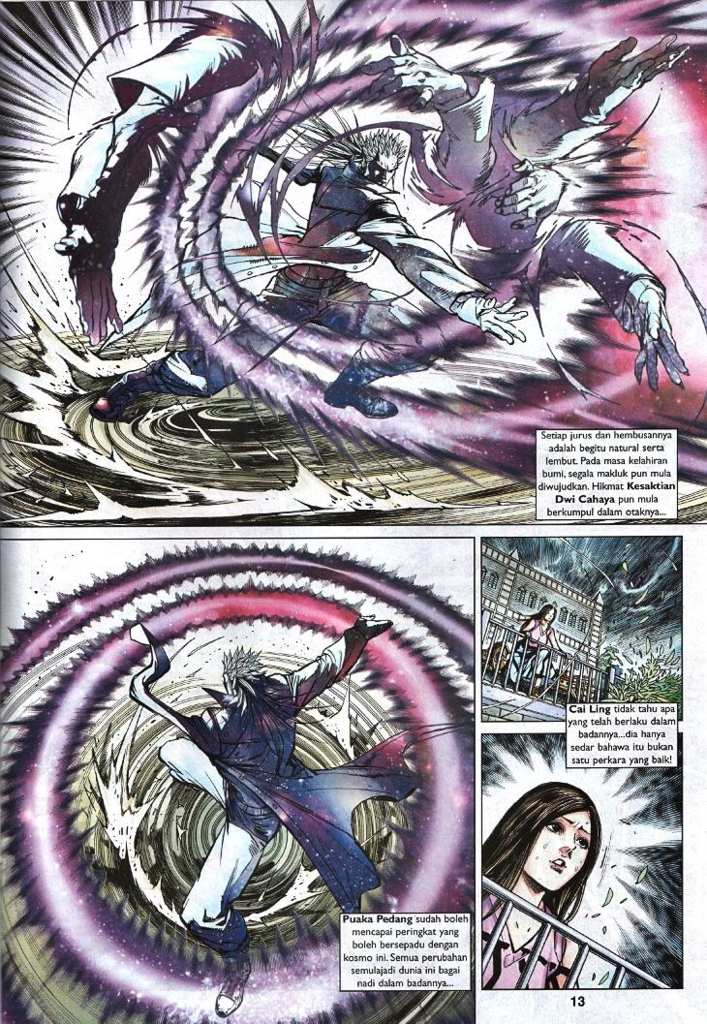 Setiap jurus dan hembusannya
adalah begitu natural serta
lembut. Pada masa kelahiran
bumi, segala makluk pun mula
diwujudkan. Hikmat Kesaktian
Dwi Cahaya pun mula
berkumpul dalam otaknya...
Cai Ling tidak tahu apa
yang telah berlaku dalam
badannya...dia hanya
sedar bahawa itu bukan
satu perkara yang baik!
Puaka Pedang sudah boleh
mencapai peringkat yang
boleh bersepadu dengan
kosmo ini. Semua perubahan
semulajadi dunia ini bagai
nadi dalam badannya...
13